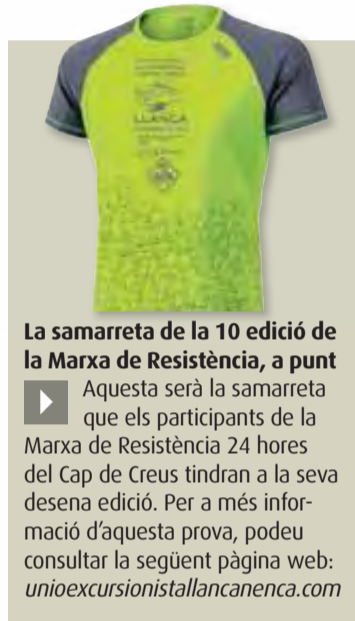 LLANÇÀ
La samarreta de la 10 edició de
la Marxa de Resistència, a punt
Aquesta serà la samarreta
que els participants de la
Marxa de Resistència 24 hores
del Cap de Creus tindran a la seva
desena edició. Per a més infor-
mació d'aquesta prova, podeu
consultar la següent pàgina web:
unioexcursionistallancanenca.com